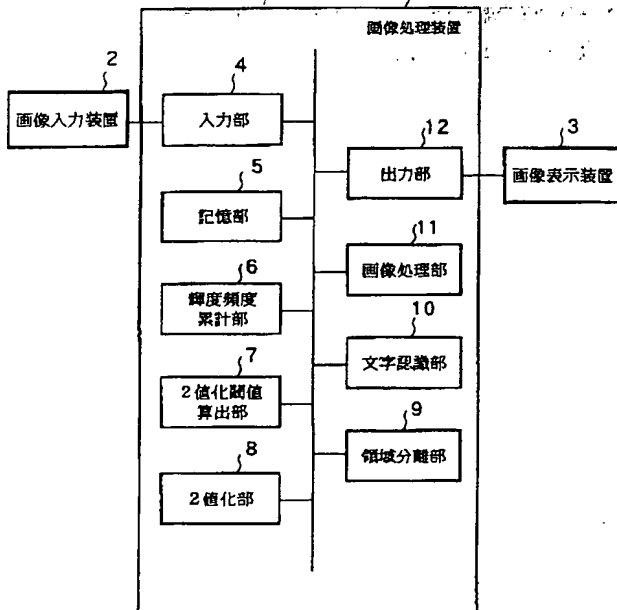 画像処理装置
2
画像入力装置
4
入力部
12
出力部
3
画像表示装置
5
記憶部
11
画像処理部
6
輝度頻度
累計部
10
文字認識部
7
2値化閾値
算出部
9
領域分離部
8
2値化部